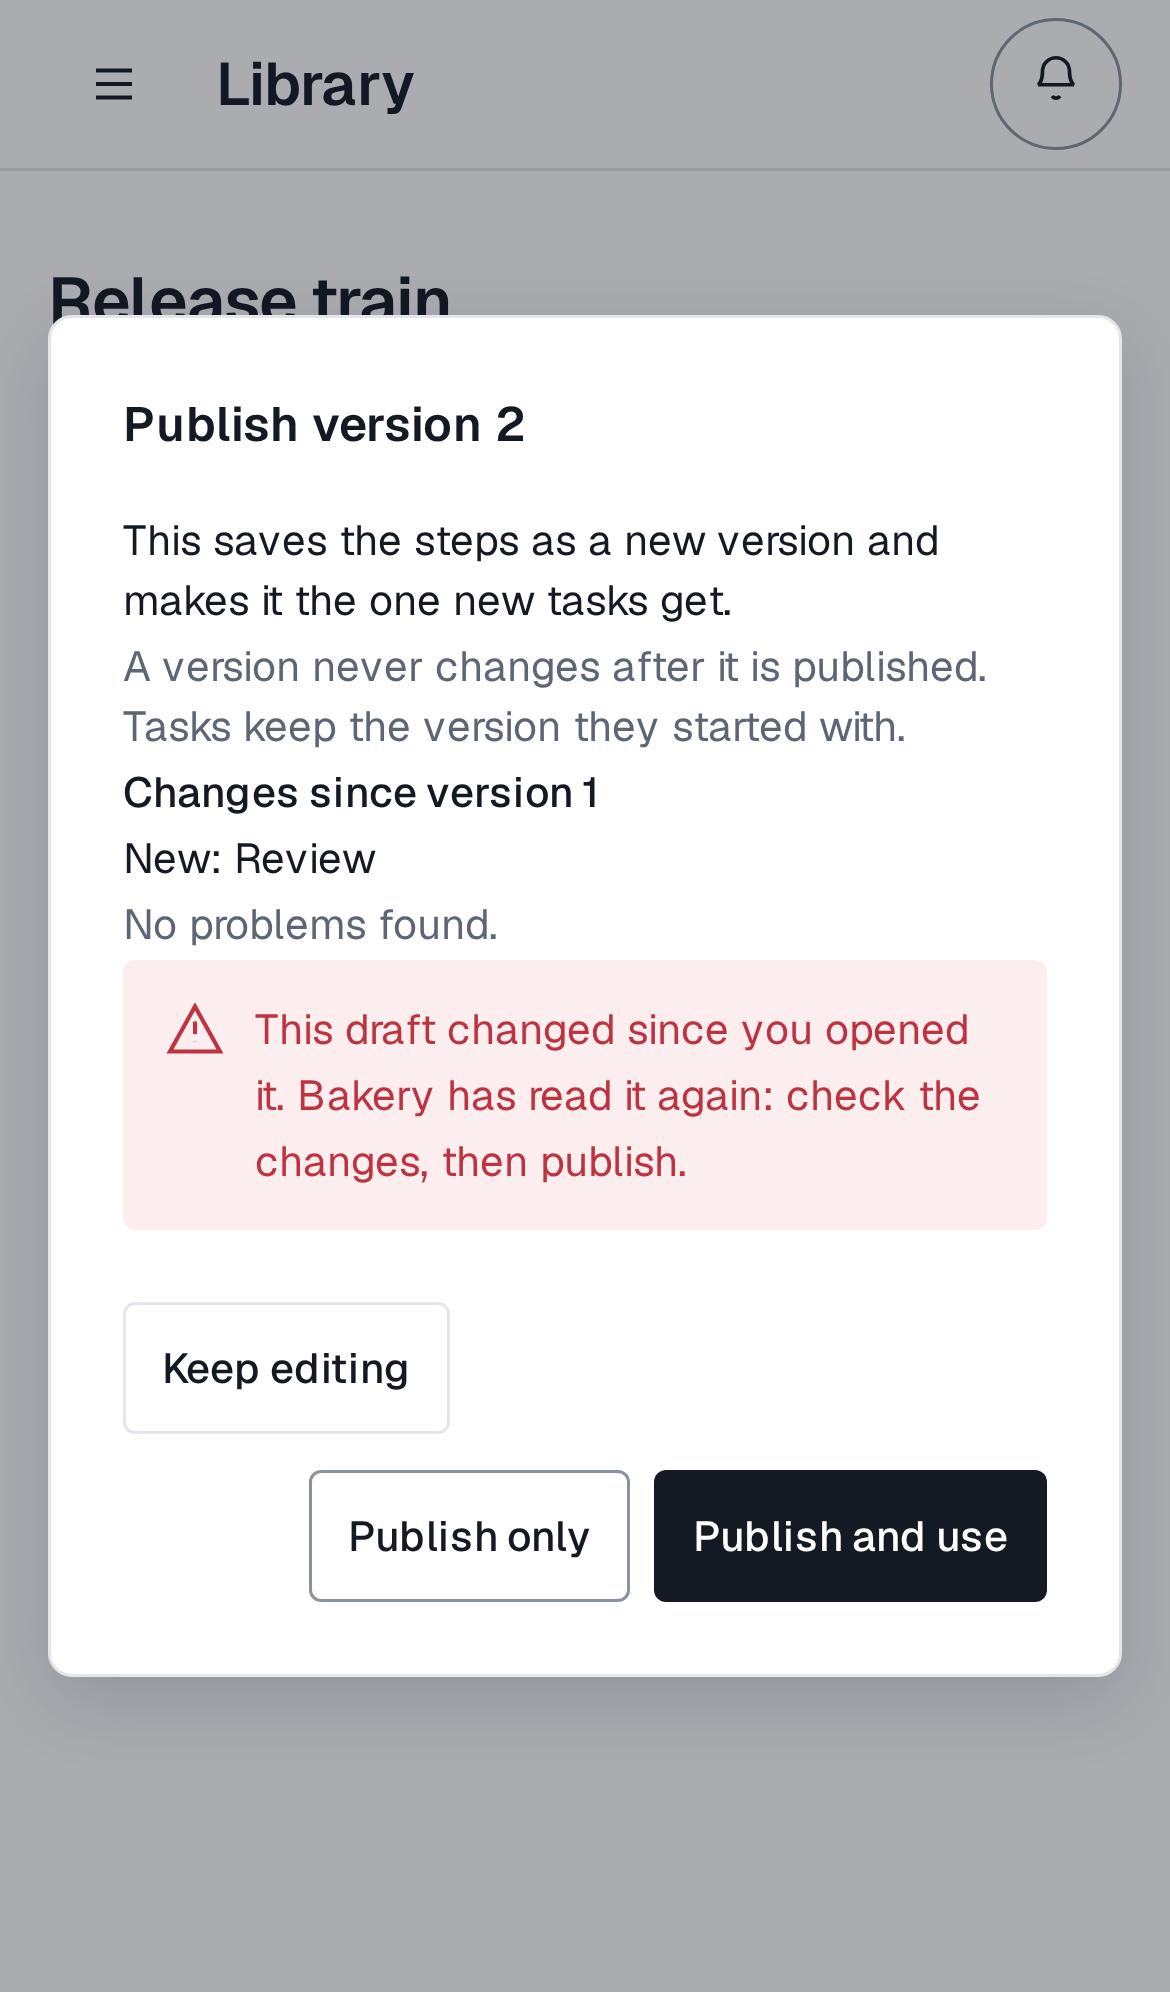 Library
Release train
Publish version 2
This saves the steps as a new version and
makes it the one new tasks get.
A version never changes after it is published.
Tasks keep the version they started with.
Changes since version 1
New: Review
No problems found.
This draft changed since you opened
it. Bakery has read it again: check the
changes, then publish.
Keep editing
Publish only
Publish and use